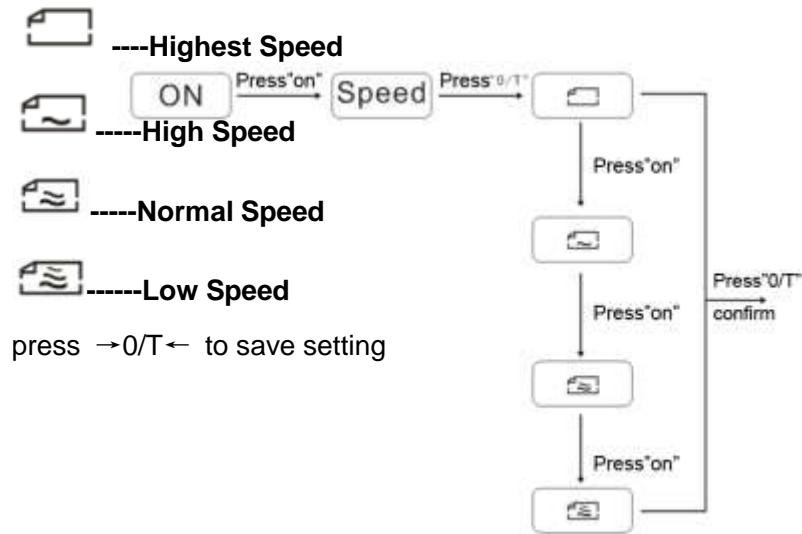 ----Highest Speed
ON Press"on" Speed Press"0/T"
-----High Speed
Press"on"
-----Normal Speed
------Low Speed
Press"0/T"
confirm
Press"on"
press →0/T← to save setting
Press"on"